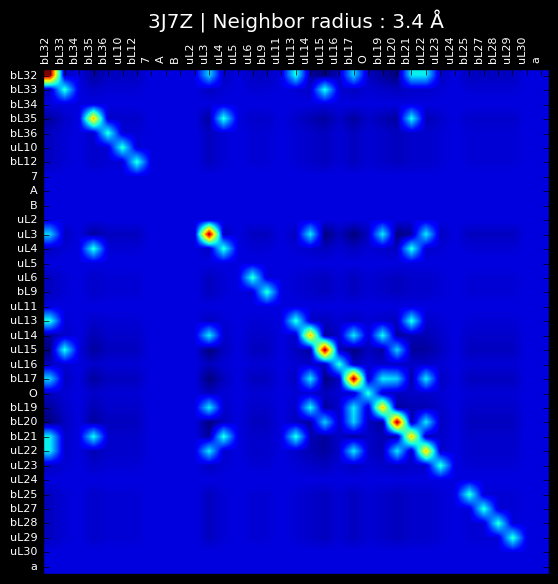 3J7Z | Neighbor radius : 3.4 Å
bL32 bL33 bL34 bL35 bL36 uL10 bL12 7 A B uL2 uL3 uL4 uL5 uL6 bL9 uL11 uL13 uL14 uL15 uL16 bL17 O bL19 bL20 bL21 uL22 uL23 uL24 bL25 bL27 bL28 uL29 uL30 a
bL32
bL33
bL34
bL35
bL36
uL10
bL12
7
A
B
uL2
uL3
uL4
uL5
uL6
bL9
uL11
uL13
uL14
uL15
uL16
bL17
O
bL19
bL20
bL21
uL22
uL23
uL24
bL25
bL27
bL28
uL29
uL30
a